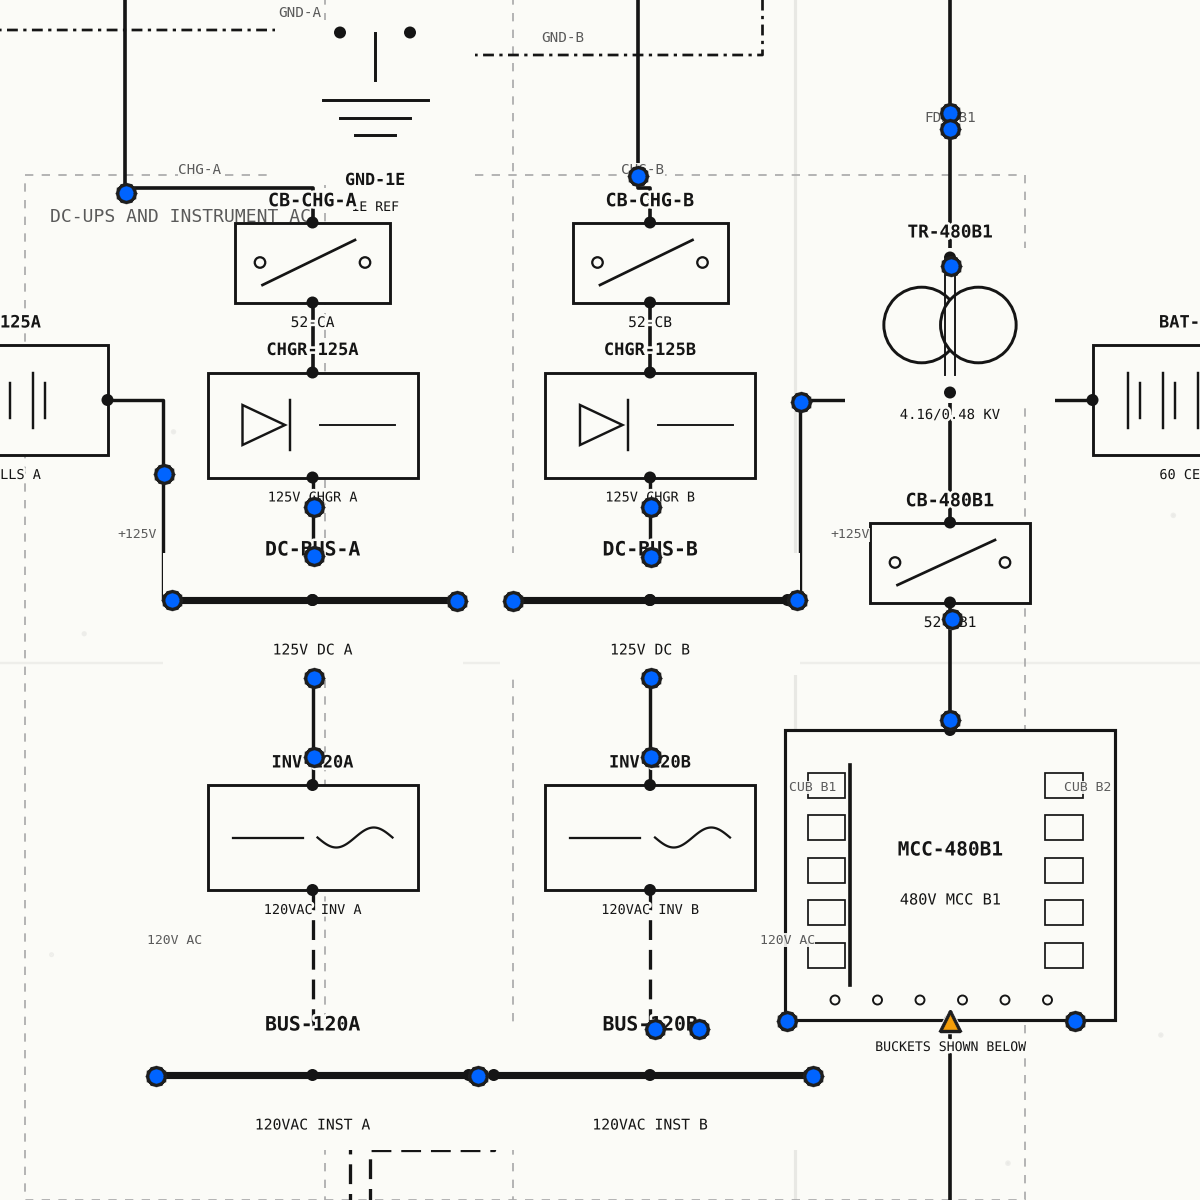 GND-A
GND-B
CHG-A
GND-1E
1E REF
CB-CHG-A
CB-CHG-B
DC-UPS AND INSTRUMENT AC
TR-480B1
125A
52-CA
52-CB
BAT-
CHGR-125A
CHGR-125B
4.16/0.48 KV
LLS A
60 CE
125V CHGR A
125V CHGR B
CB-480B1
+125V
+125V
DC-BUS-A
DC-BUS-B
125V DC A
125V DC B
INV-120A
INV-120B
CUB B1
CUB B2
MCC-480B1
480V MCC B1
120VAC INV A
120VAC INV B
120V AC
120V AC
BUS-120A
BUS-120B
BUCKETS SHOWN BELOW
120VAC INST A
120VAC INST B